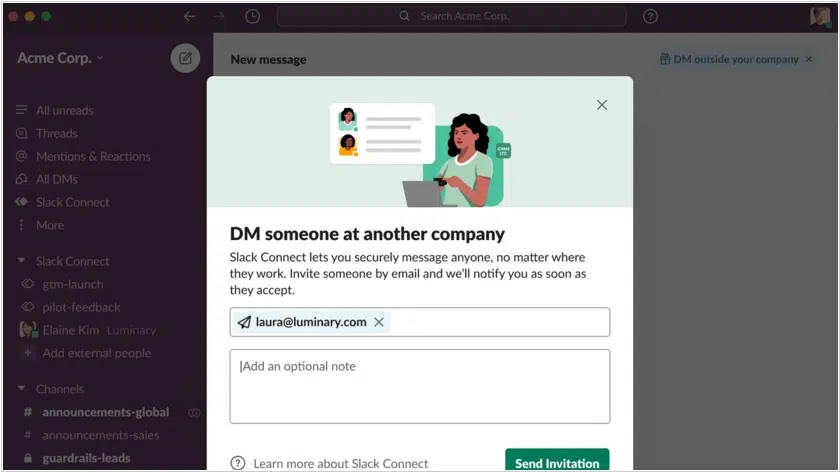 Search Acme Corp.
Acme Corp.
New message
DM outside your company
All unreads
Threads
Mentions & Reactions
All DMs
Slack Connect
More
Slack Connect
gtm-launch
pilot-feedback
Elaine Kim Luminary
Add external people
Channels
# announcements-global
# announcements-sales
guardrails-leads
DM someone at another company
Slack Connect lets you securely message anyone, no matter where
they work. Invite someone by email and we'll notify you as soon as
they accept.
laura@luminary.com
Add an optional note
Learn more about Slack Connect
Send Invitation